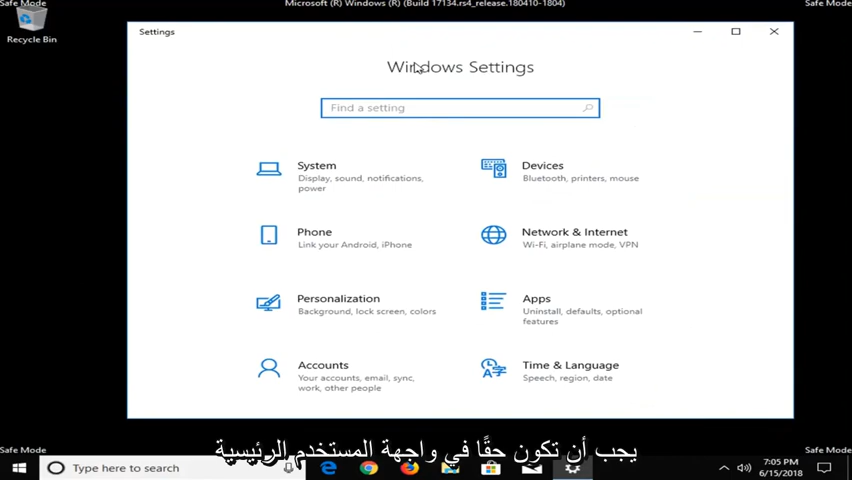 Safe Mode
Microsoft (R) Windows (R) (Build 17134.rs4_release.180410-1804)
Safe Mode
Recycle Bin
Settings
Windows Settings
Find a setting
System
Display, sound, notifications,
power
Devices
Bluetooth, printers, mouse
Phone
Link your Android, iPhone
Network & Internet
Wi-Fi, airplane mode, VPN
Personalization
Background, lock screen, colors
Apps
Uninstall, defaults, optional
features
Accounts
Your accounts, email, sync,
work, other people
Time & Language
Speech, region, date
يجب أن تكون حقًا في واجهة المستخدم الرئيسية
Safe Mode
Safe Mode
Type here to search
7:05 PM
6/15/2018